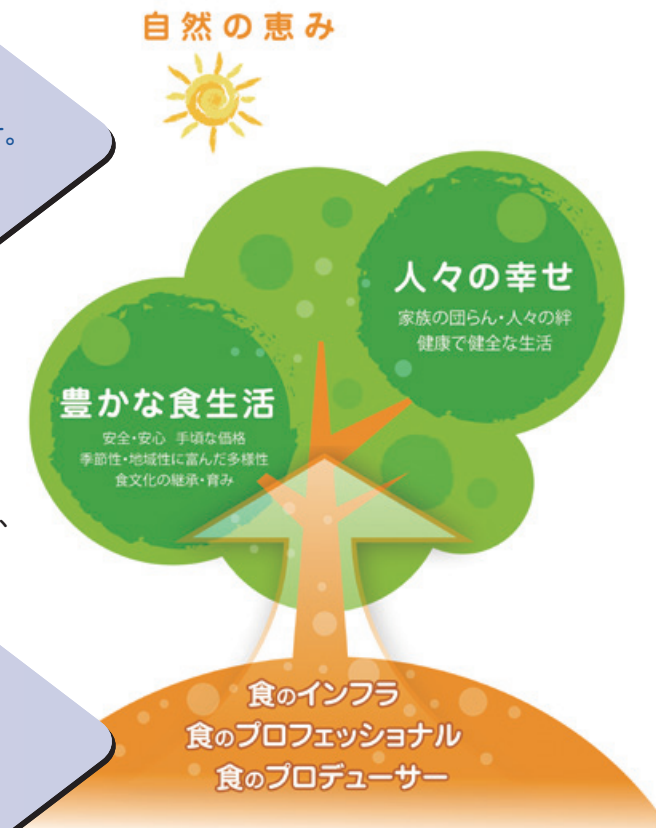 自然の恵み
す。
人々の幸せ
家族の団らん・人々の絆
健康で健全な生活
豊かな食生活
安全・安心 手頃な価格
季節性・地域性に富んだ多様性
食文化の継承・育み
、
食のインフラ
食のプロフェッショナル
食のプロデューサー